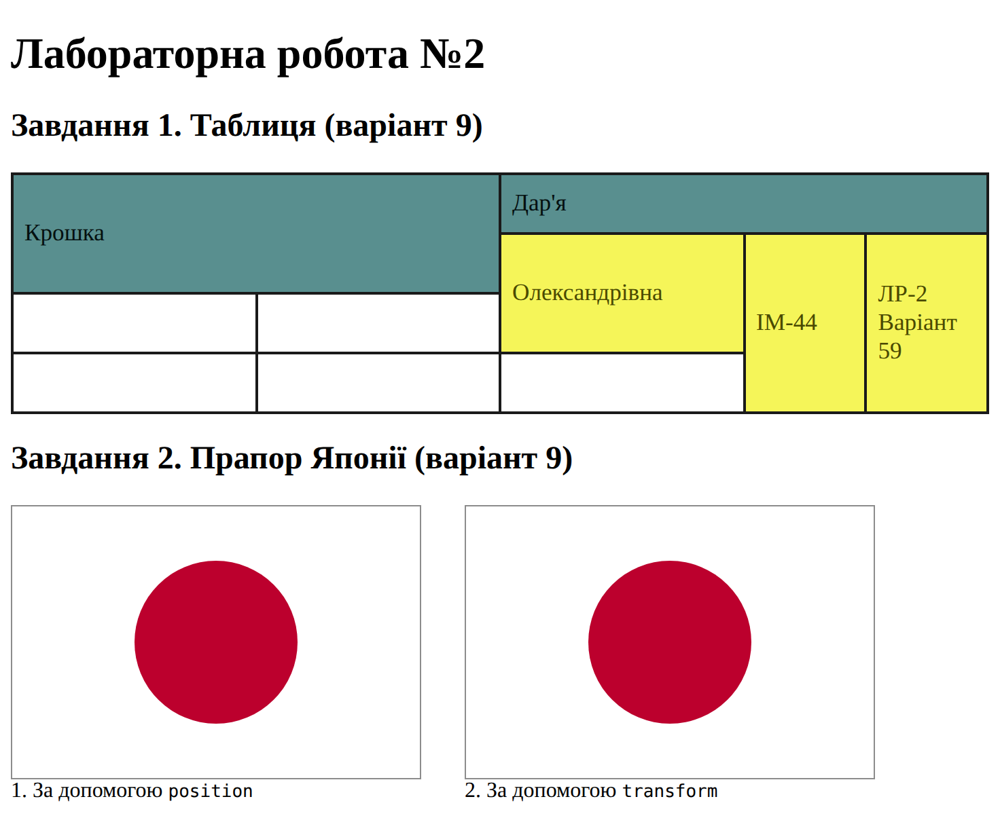 Лабораторна робота №2
Завдання 1. Таблиця (варіант 9)
Крошка
Дар'я
Олександрівна
ІМ-44
ЛР-2
Варіант
59
Завдання 2. Прапор Японії (варіант 9)
1. За допомогою position
2. За допомогою transform